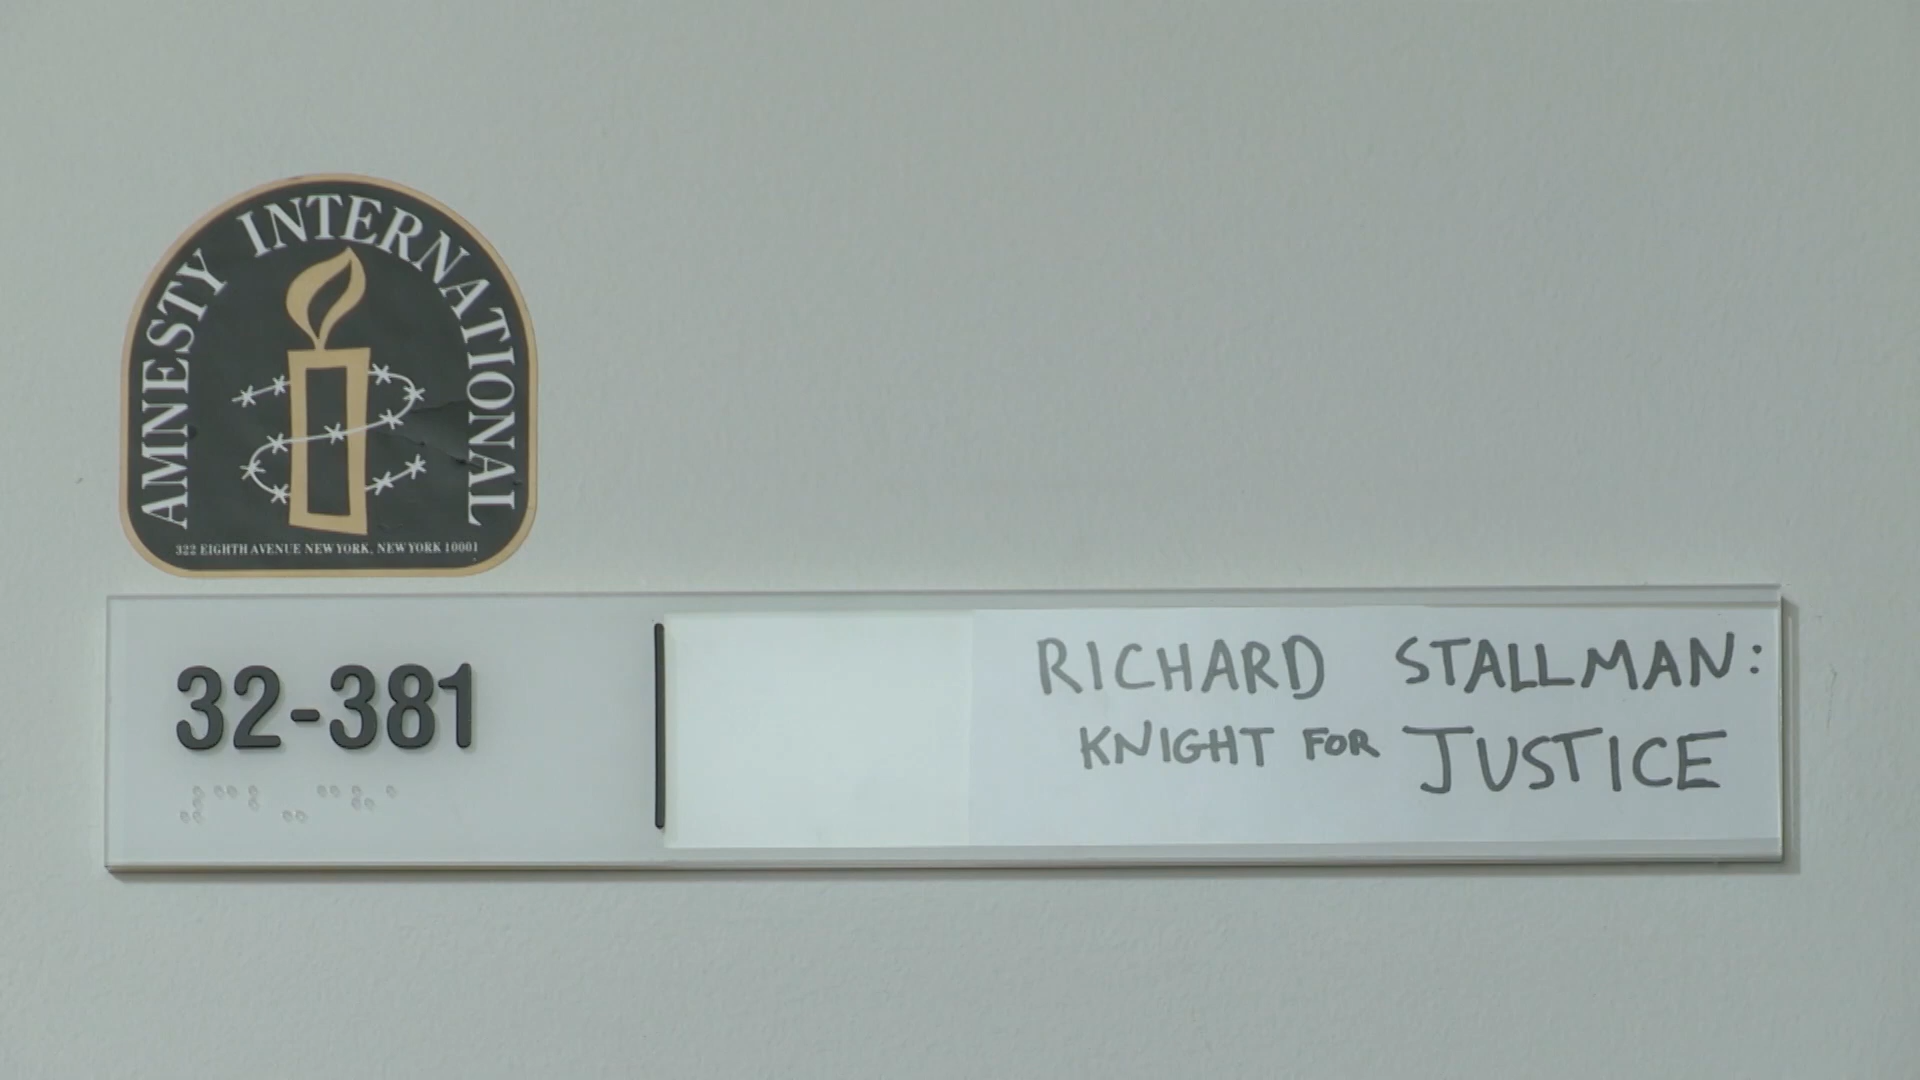 AMNESTY INTERNATIONAL
322 EIGHTH AVENUE NEW YORK, NEW YORK 10001
32-381
RICHARD STALLMAN:
KNIGHT FOR JUSTICE